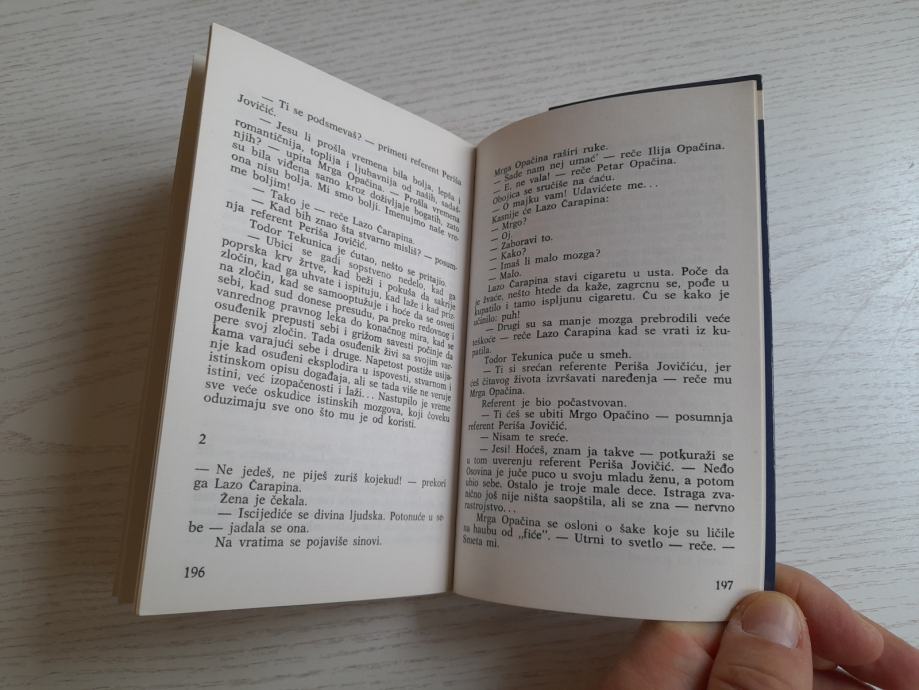 — Ti se podsmevaš? — primeti referent Periša
Jovičić.
— Jesu li prošla vremena bila bolja, lepša i
romantičnija, toplija i ljubavnija od naših, sadaš-
njih? — upita Mrga Opačina. — Prošla vremena
su bila viđena samo kroz doživljaje bogatih, zato
ona nisu bolja. Mi smo bolji. Imenujmo naše vre-
me boljim!
— Tako je — reče Lazo Čarapina.
— Kad bih znao šta stvarno misliš? — posum-
nja referent Periša Jovičić.
Todor Tekunica je ćutao, nešto se pritajio.
— Ubici se gadi sopstveno nedelo, kad ga
poprska krv žrtve, kad beži i pokuša da sakrije
zločin, kad ga uhvate i ispituju, kad laže i kad priz-
na zločin, kad se samooptužuje i hoće da se osveti
sebi, kad sud donese presudu, pa preko redovnog i
vanrednog pravnog leka do konačnog mira, kad se
osuđenik prepusti sebi i grižom savesti počinje da
pere svoj zločin. Tada osuđenik živi sa svojim var-
kama varajući sebe i druge. Napetost postiže usija-
nje kad osuđeni eksplodira u ispovesti, stvarnom i
istinskom opisu događaja, ali se tada više ne veruje
istini, već izopačenosti i laži... Nastupilo je vreme
sve veće oskudice istinskih mozgova, koji čoveku
oduzimaju sve ono što mu je od koristi.
2
— Ne jedeš, ne piješ zuriš kojekud! — prekori
ga Lazo Čarapina.
Žena je čekala.
— Iscijediće se divina ljudska. Potonuće u se-
be — jadala se ona.
Na vratima se pojaviše sinovi.
196
Mrga Opačina raširi ruke.
— Sađe nam nej umać' — reče Ilija Opačina.
— E, ne vala! — reče Petar Opačina.
Obojica se sručiše na ćaću.
— O majku vam! Udavićete me...
Kasnije će Lazo Čarapina:
— Mrgo?
— Oj.
— Zaboravi to.
— Kako?
— Imaš li malo mozga?
— Malo.
Lazo Čarapina stavi cigaretu u usta. Poče da
je žvaće, nešto htede da kaže, zagrcnu se, pođe u
kupatilo i tamo ispljunu cigaretu. Ču se kako je
učinilo: puh!
— Drugi su sa manje mozga prebrodili veće
teškoće — reče Lazo Čarapina kad se vrati iz ku-
patila.
Todor Tekunica puče u smeh.
— Ti si srećan referente Periša Jovičiću, jer
ćeš čitavog života izvršavati naređenja — reče mu
Mrga Opačina.
Referent je bio počastvovan.
— Ti ćeš se ubiti Mrgo Opačino — posumnja
referent Periša Jovičić.
— Nisam te sreće.
— Jesi! Hoćeš, znam ja takve — potkuraži se
u tom uverenju referent Periša Jovičić. — Neđo
Osovina je juče puco u svoju mladu ženu, a potom
ubio sebe. Ostalo je troje male dece. Istraga zva-
nično još nije ništa saopštila, ali se zna — nervno
rastrojstvo...
Mrga Opačina se osloni o šake koje su ličile
na haubu od „fiće”. — Utrni to svetlo — reče. —
Smeta mi.
197